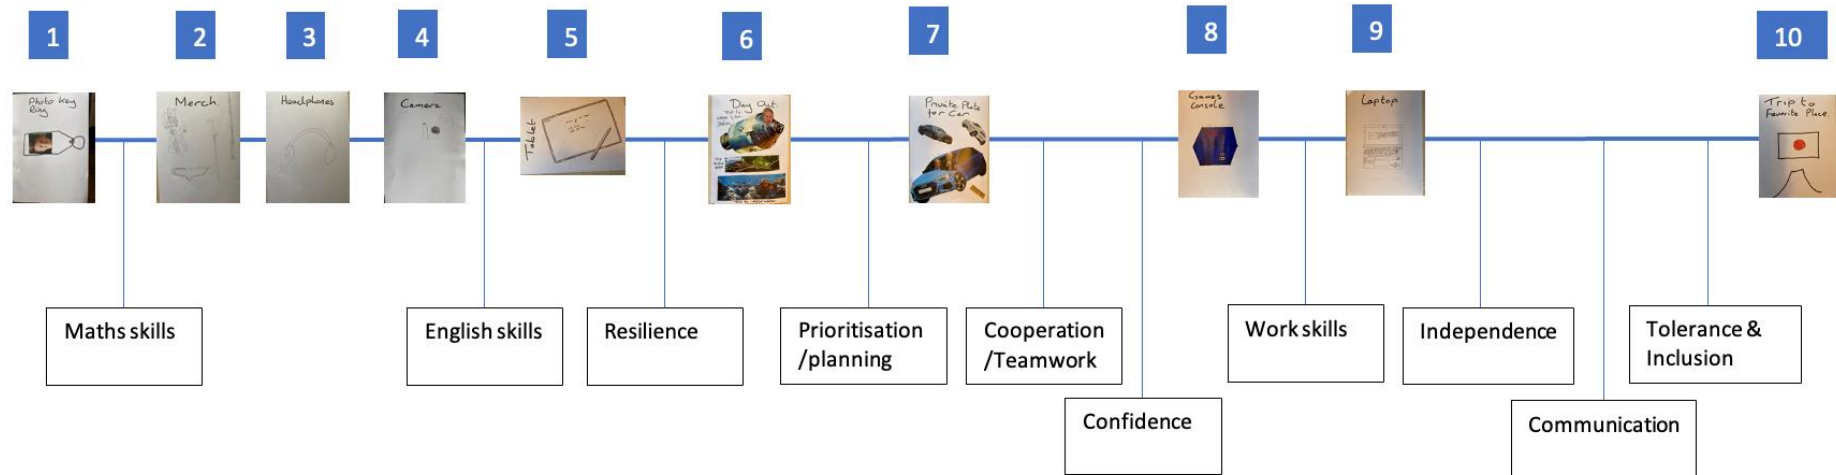 1
2
3
4
5
6
7
8
9
10
Photo Key
Ring
Merch.
Headphones
Camera
Tablet
Day Out.
Private Plate
for Car
Games
Console
Laptop
Trip to
Favourite Place.
Maths skills
English skills
Resilience
Prioritisation
/planning
Cooperation
/Teamwork
Confidence
Work skills
Independence
Communication
Tolerance &
Inclusion